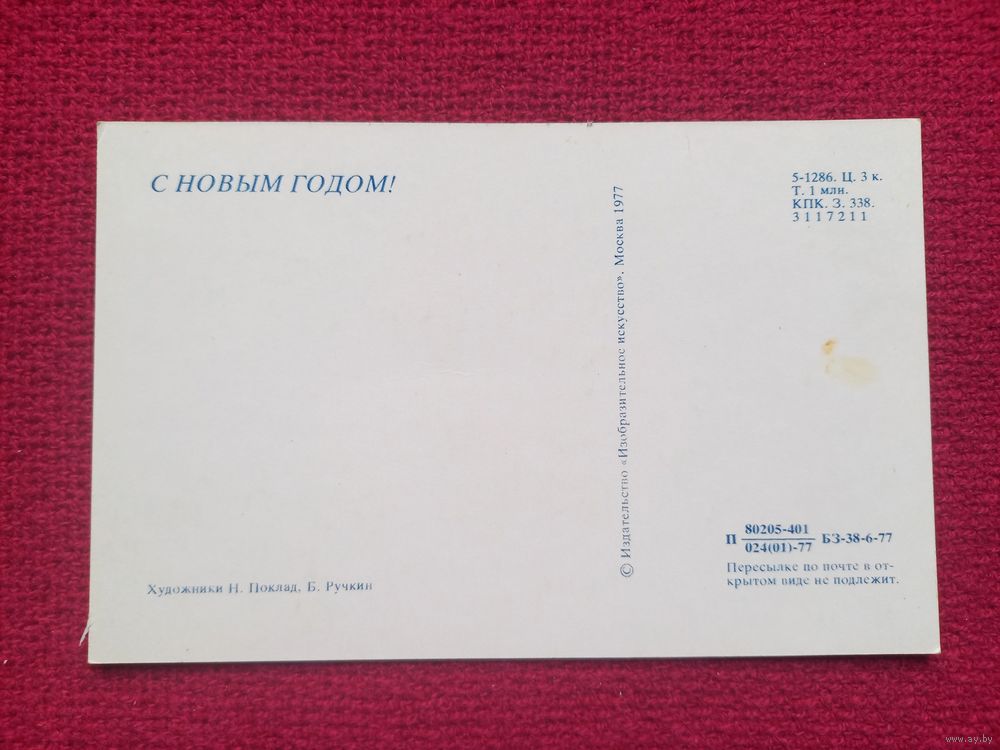 С НОВЫМ ГОДОМ!
5-1286. Ц. 3 к.
Т. 1 млн.
КПК. З. 338.
3117211
© Издательство «Изобразительное искусство». Москва 1977
П 80205-401 БЗ-38-6-77
024(01)-77
Пересылке по почте в от-
крытом виде не подлежит.
Художники Н. Поклад, Б. Ручкин
www.ay.by